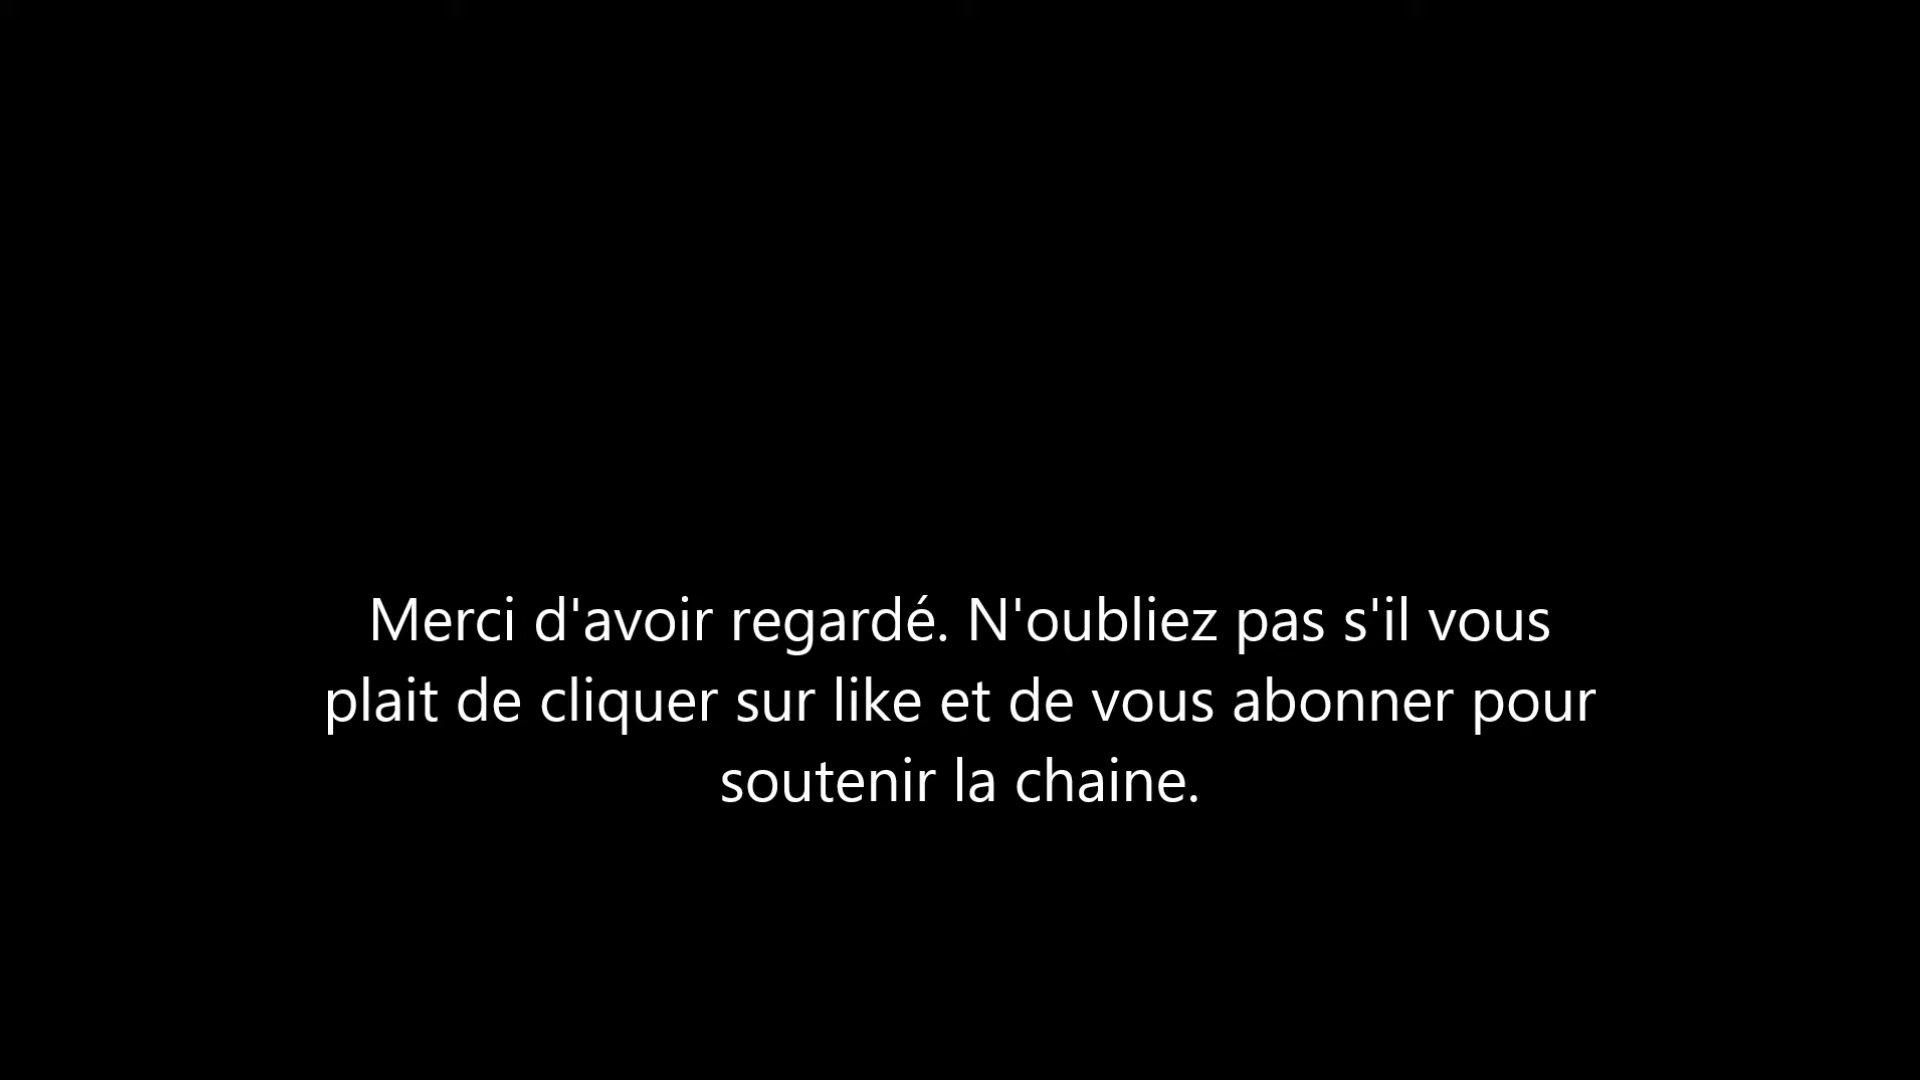 Merci d'avoir regardé. N'oubliez pas s'il vous
plait de cliquer sur like et de vous abonner pour
soutenir la chaine.